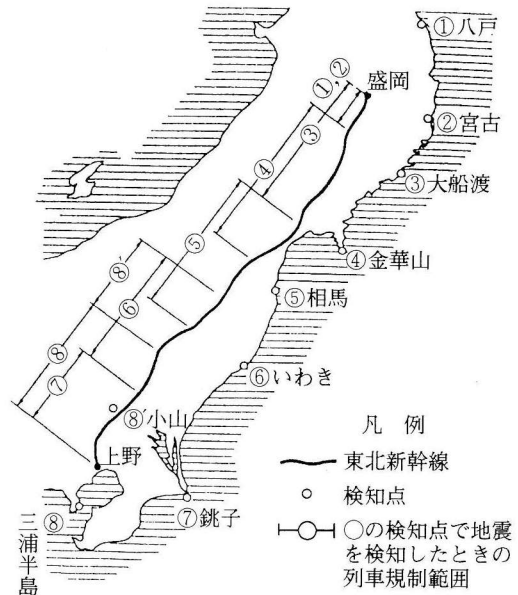 ①八戸
①,②
盛岡
③
②宮古
④
③大船渡
④金華山
⑤
⑧'
⑥
⑤相馬
⑧
⑦
⑥いわき
⑧'小山
上野
⑦銚子
⑧
三浦半島
凡 例
東北新幹線
検知点
○の検知点で地震
を検知したときの
列車規制範囲